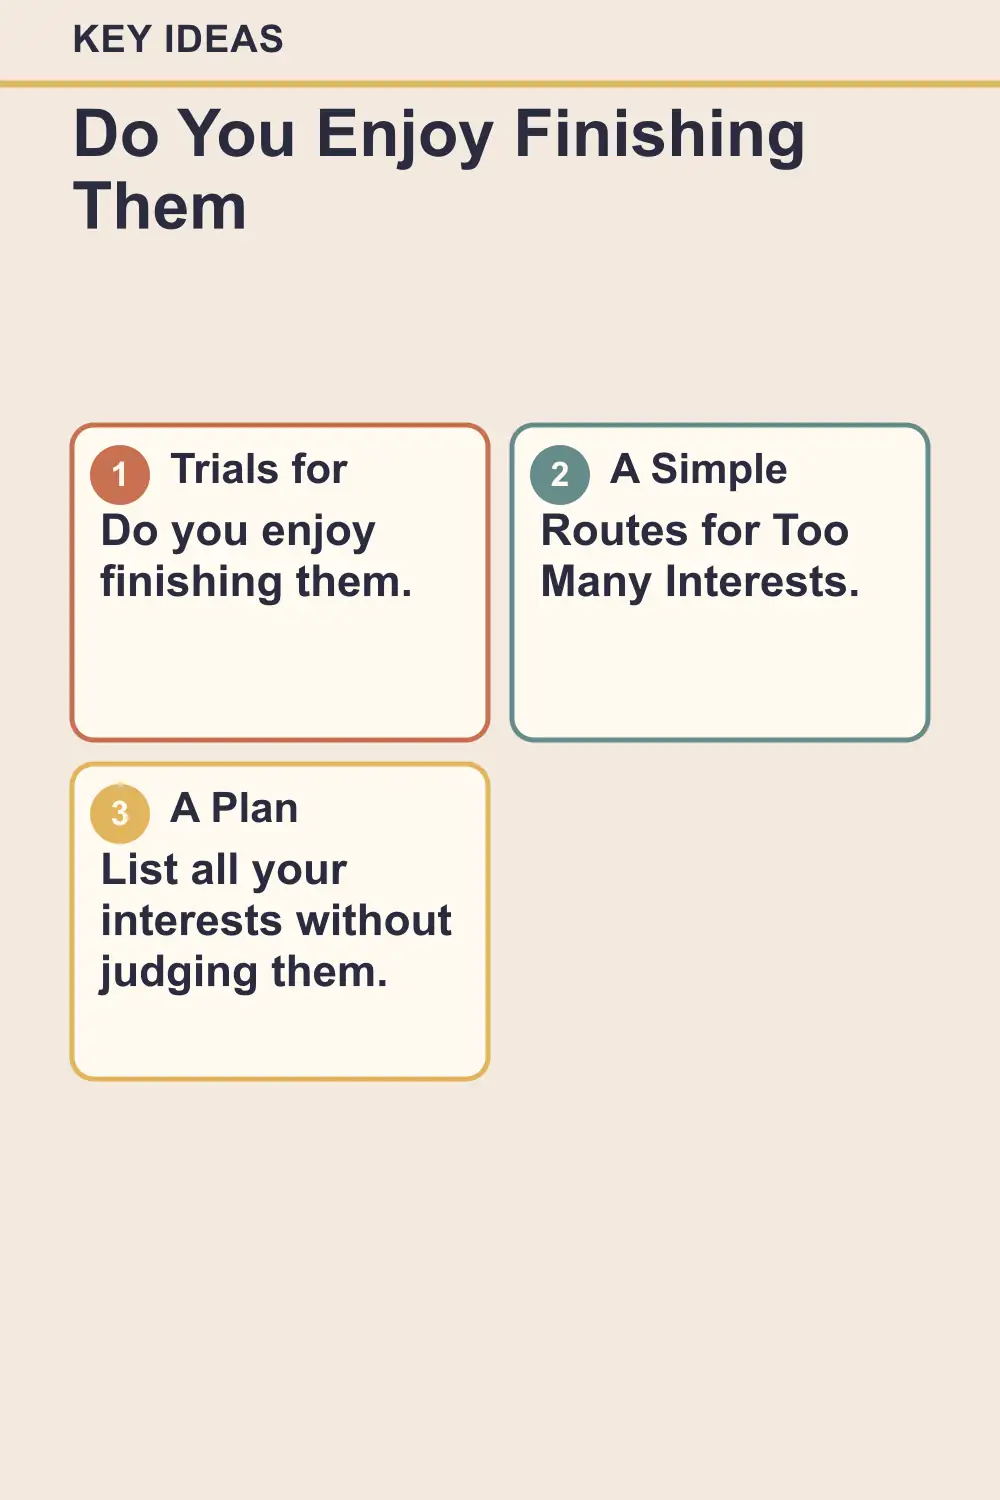 KEY IDEAS
Do You Enjoy Finishing
Them
1 Trials for
Do you enjoy
finishing them.
2 A Simple
Routes for Too
Many Interests.
3 A Plan
List all your
interests without
judging them.